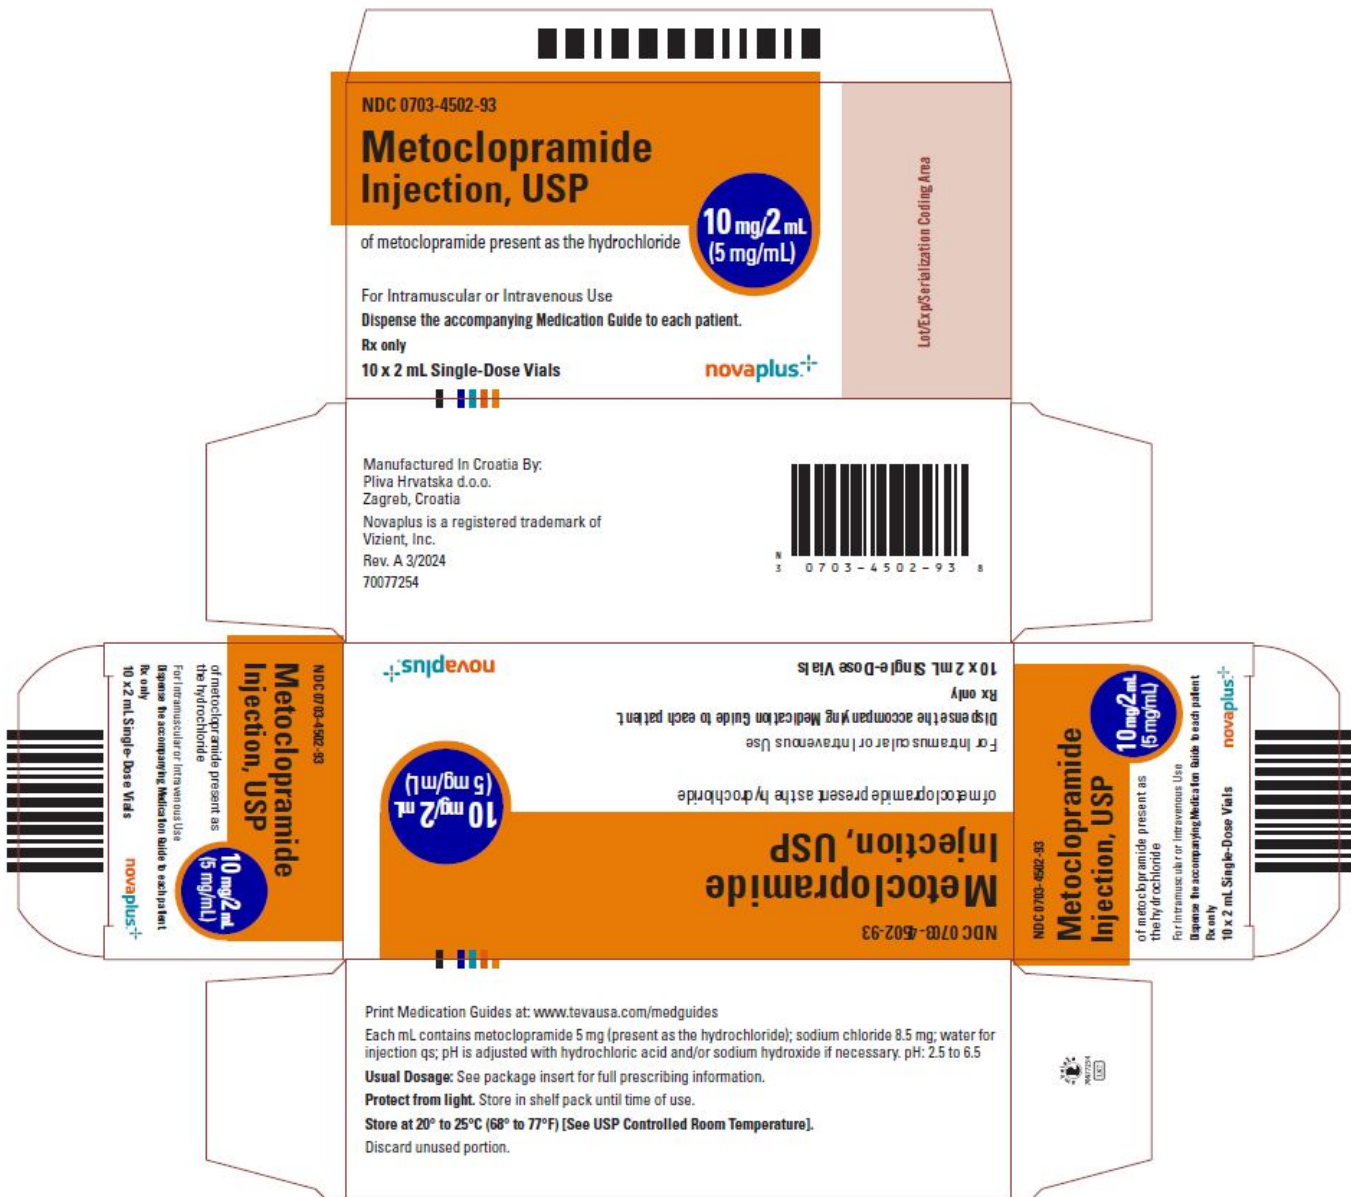 NDC 0703-4502-93
Metoclopramide
Injection, USP
10 mg/2 mL
(5 mg/mL)
of metoclopramide present as the hydrochloride
For Intramuscular or Intravenous Use
Dispense the accompanying Medication Guide to each patient.
Rx only
10 x 2 mL Single-Dose Vials
novaplus
Lot/Exp/Serialization Coding Area
Manufactured In Croatia By:
Pliva Hrvatska d.o.o.
Zagreb, Croatia
Novaplus is a registered trademark of
Vizient, Inc.
Rev. A 3/2024
70077254
N
3 0703-4502-93 8
NDC 0703-4502-93
Metoclopramide
Injection, USP
10 mg/2 mL
(5 mg/mL)
of metoclopramide present as
the hydrochloride
For Intramuscular or Intravenous Use
Dispense the accompanying Medication Guide to each patient
Rx only
10 x 2 mL Single-Dose Vials
novaplus
NDC 0703-4502-93
Metoclopramide
Injection, USP
10 mg/2 mL
(5 mg/mL)
of metoclopramide present as the hydrochloride
For Intramuscular or Intravenous Use
Dispense the accompanying Medication Guide to each patient.
Rx only
10 x 2 mL Single-Dose Vials
novaplus
NDC 0703-4502-93
Metoclopramide
Injection, USP
10 mg/2 mL
(5 mg/mL)
of metoclopramide present as
the hydrochloride
For Intramuscular or Intravenous Use
Dispense the accompanying Medication Guide to each patient
Rx only
10 x 2 mL Single-Dose Vials
novaplus
Print Medication Guides at: www.tevausa.com/medguides
Each mL contains metoclopramide 5 mg (present as the hydrochloride); sodium chloride 8.5 mg; water for
injection qs; pH is adjusted with hydrochloric acid and/or sodium hydroxide if necessary. pH: 2.5 to 6.5
Usual Dosage: See package insert for full prescribing information.
Protect from light. Store in shelf pack until time of use.
Store at 20° to 25°C (68° to 77°F) [See USP Controlled Room Temperature].
Discard unused portion.
70077254